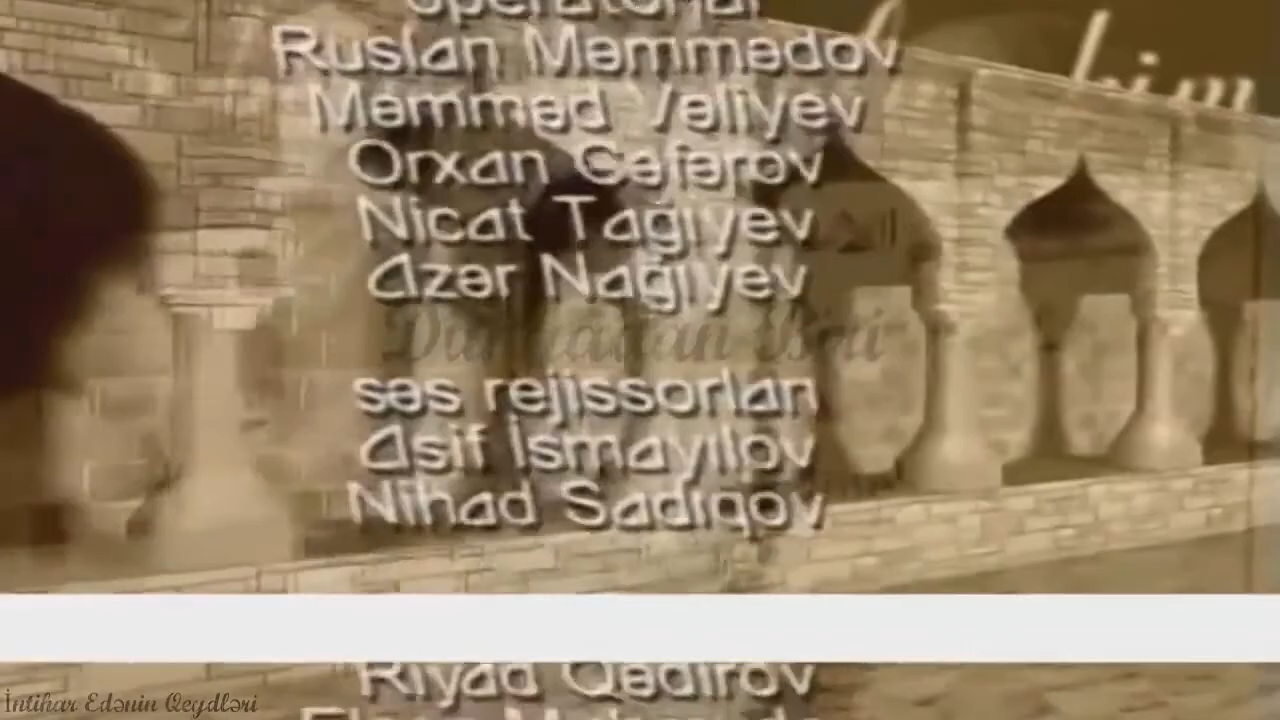 operatorlar
Ruslan Məmmədov
Məmməd Vəliyev
Orxan Cəfərov
Nicat Tağıyev
Azər Nağıyev
səs rejissorları
Asif İsmayılov
Nihad Sadıqov
Riyad Qədirov
İntihar Edənin Qeydləri